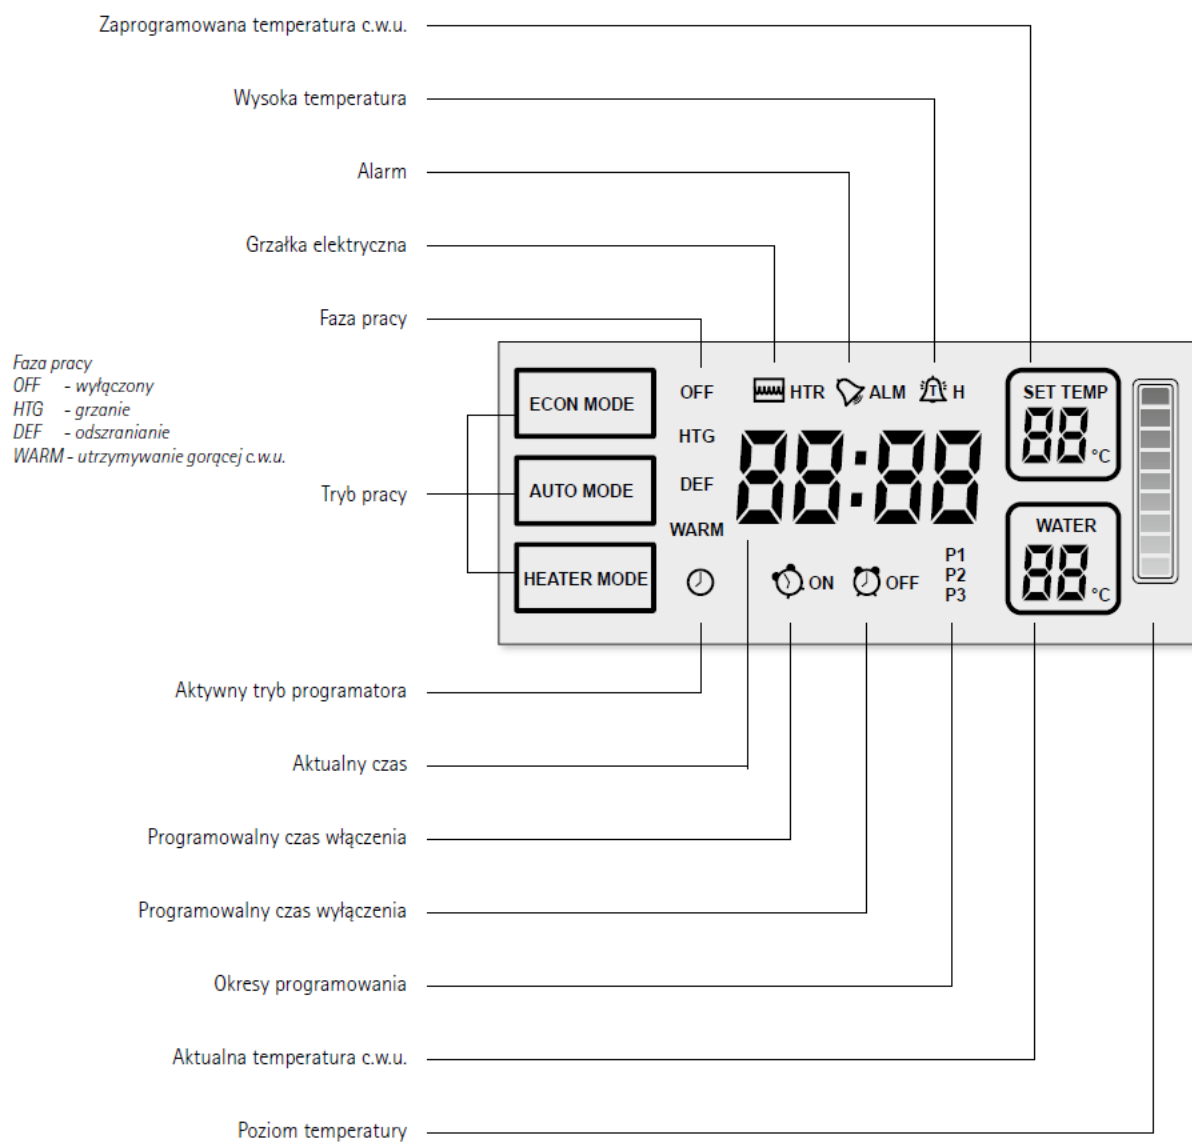 Zaprogramowana temperatura c.w.u.
Wysoka temperatura
Alarm
Grzałka elektryczna
Faza pracy
Faza pracy
OFF - wyłączony
HTG - grzanie
DEF - odszranianie
WARM - utrzymywanie gorącej c.w.u.
Tryb pracy
ECON MODE
AUTO MODE
HEATER MODE
OFF
HTG
DEF
WARM
HTR
ALM
T H
88:88
ON
OFF
P1
P2
P3
SET TEMP
88 °C
WATER
88 °C
Aktywny tryb programatora
Aktualny czas
Programowalny czas włączenia
Programowalny czas wyłączenia
Okresy programowania
Aktualna temperatura c.w.u.
Poziom temperatury